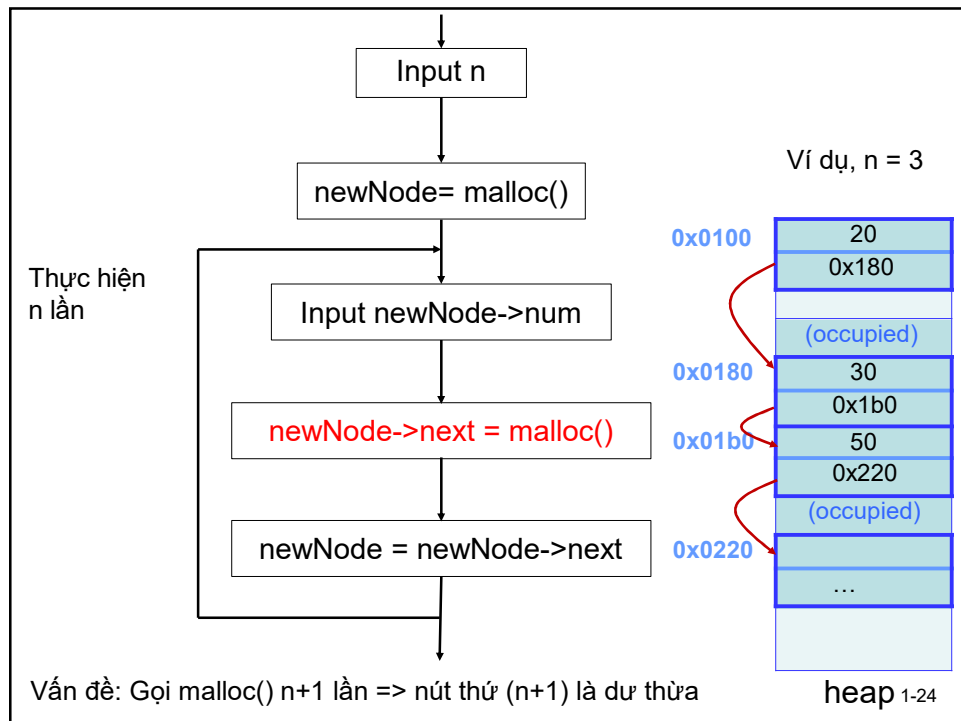 Input n
newNode= malloc()
Thực hiện
n lần
Input newNode->num
newNode->next = malloc()
newNode = newNode->next
Ví dụ, n = 3
0x0100
20
0x180
(occupied)
0x0180
30
0x1b0
0x01b0
50
0x220
(occupied)
0x0220
...
Vấn đề: Gọi malloc() n+1 lần => nút thứ (n+1) là dư thừa
heap 1-24